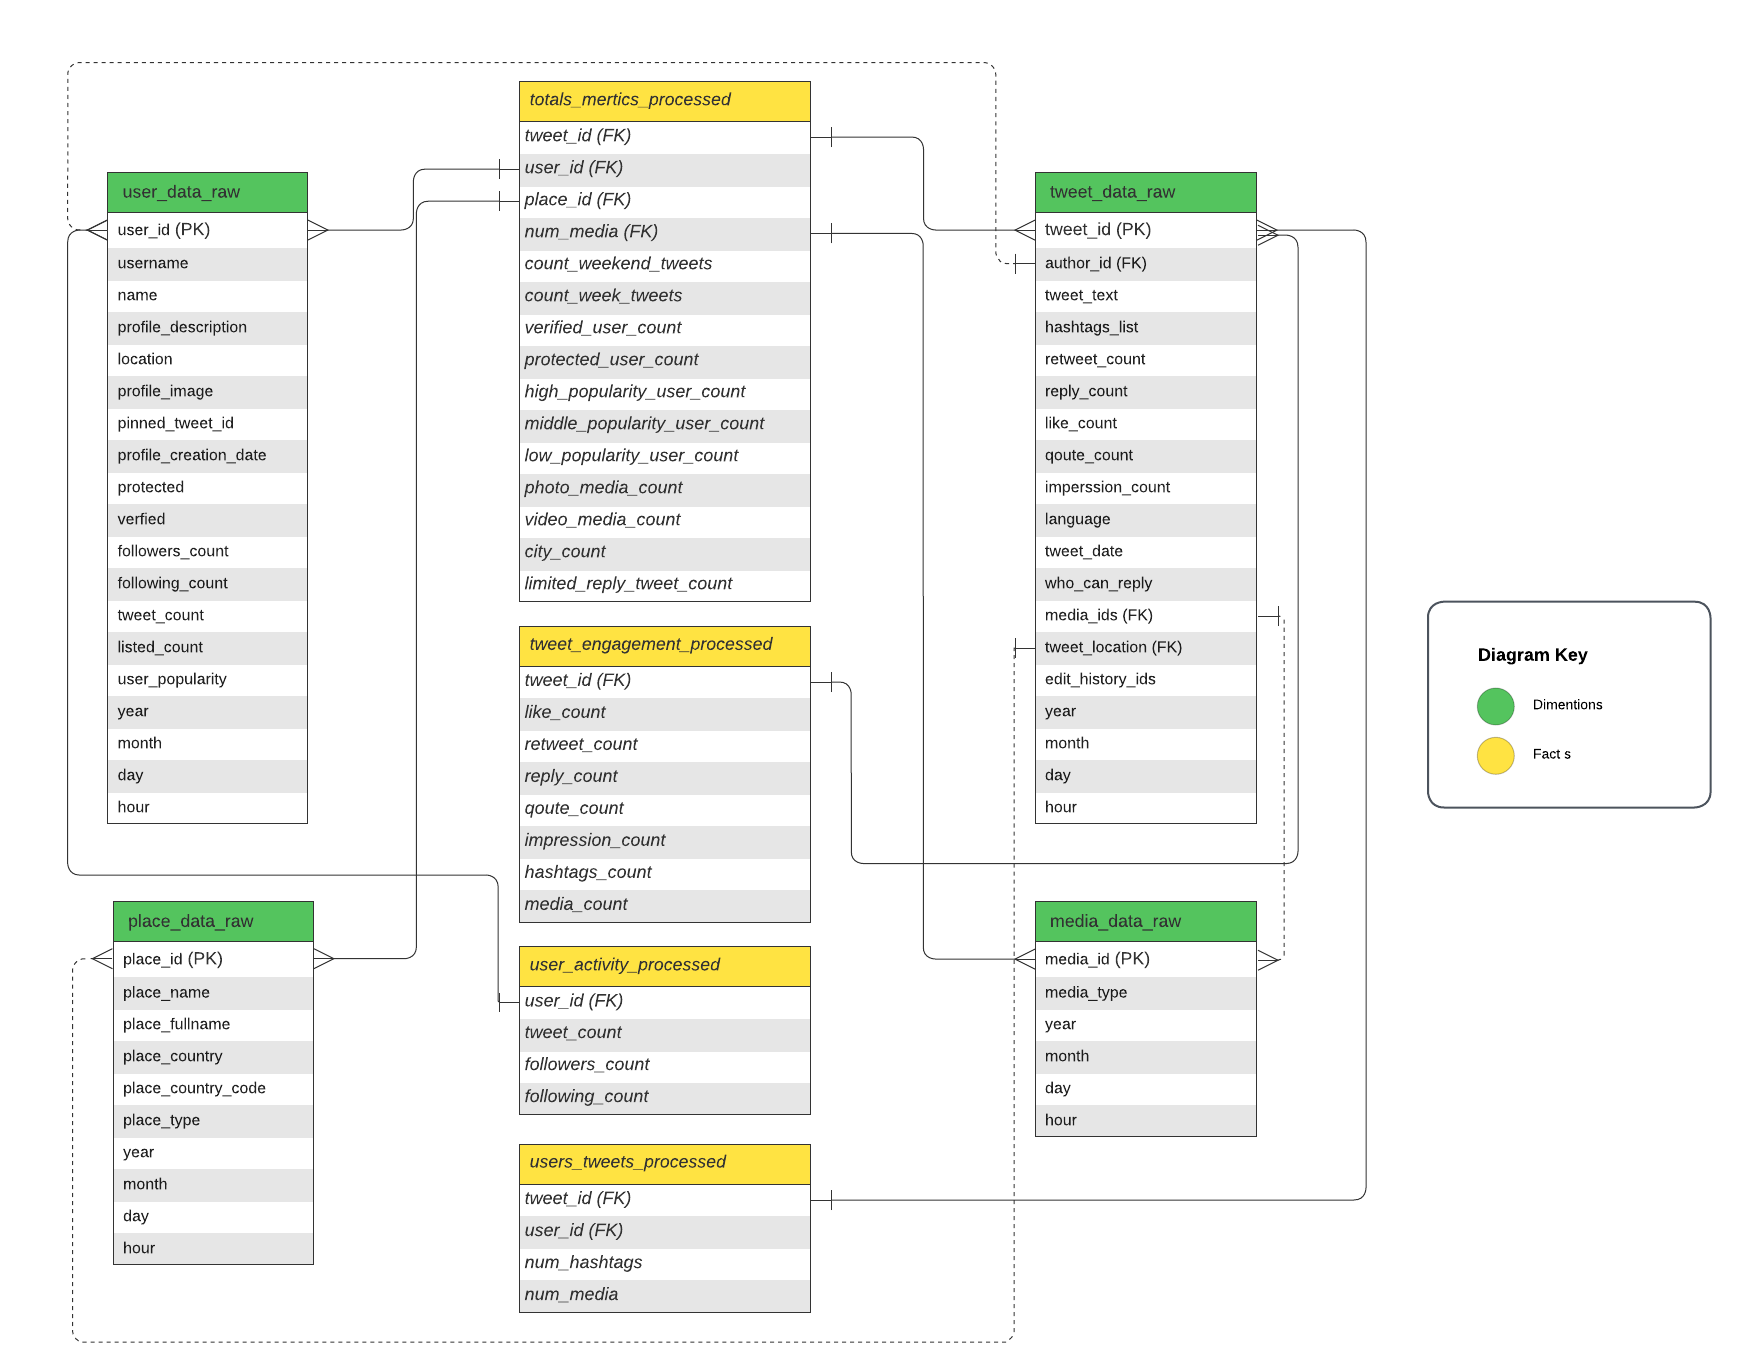 totals_mertics_processed
tweet_id (FK)
user_id (FK)
place_id (FK)
num_media (FK)
count_weekend_tweets
count_week_tweets
verified_user_count
protected_user_count
high_popularity_user_count
middle_popularity_user_count
low_popularity_user_count
photo_media_count
video_media_count
city_count
limited_reply_tweet_count
user_data_raw
user_id (PK)
username
name
profile_description
location
profile_image
pinned_tweet_id
profile_creation_date
protected
verfied
followers_count
following_count
tweet_count
listed_count
user_popularity
year
month
day
hour
tweet_data_raw
tweet_id (PK)
author_id (FK)
tweet_text
hashtags_list
retweet_count
reply_count
like_count
qoute_count
imperssion_count
language
tweet_date
who_can_reply
media_ids (FK)
tweet_location (FK)
edit_history_ids
year
month
day
hour
Diagram Key
Dimentions
Fact s
tweet_engagement_processed
tweet_id (FK)
like_count
retweet_count
reply_count
qoute_count
impression_count
hashtags_count
media_count
place_data_raw
place_id (PK)
place_name
place_fullname
place_country
place_country_code
place_type
year
month
day
hour
user_activity_processed
user_id (FK)
tweet_count
followers_count
following_count
media_data_raw
media_id (PK)
media_type
year
month
day
hour
users_tweets_processed
tweet_id (FK)
user_id (FK)
num_hashtags
num_media